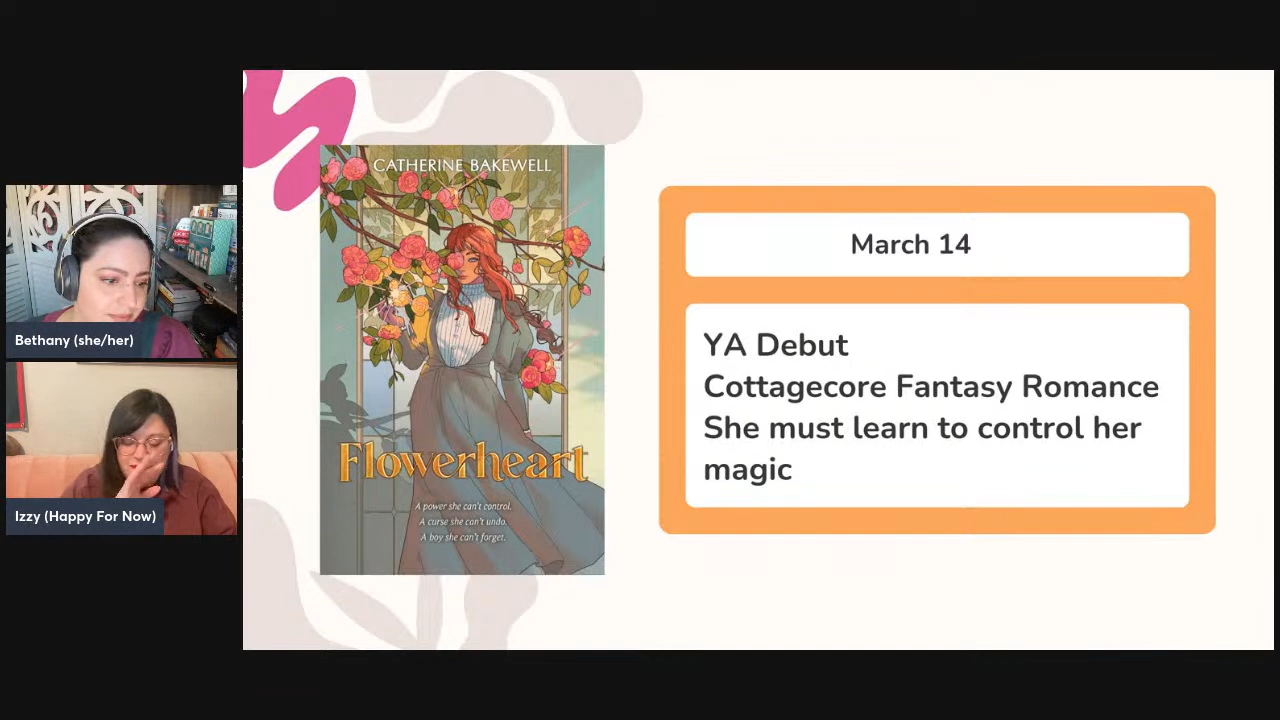 CATHERINE BAKEWELL
Flowerheart
A power she can't control.
A curse she can't undo.
A boy she can't forget.
March 14
YA Debut
Cottagecore Fantasy Romance
She must learn to control her
magic
Bethany (she/her)
Izzy (Happy For Now)